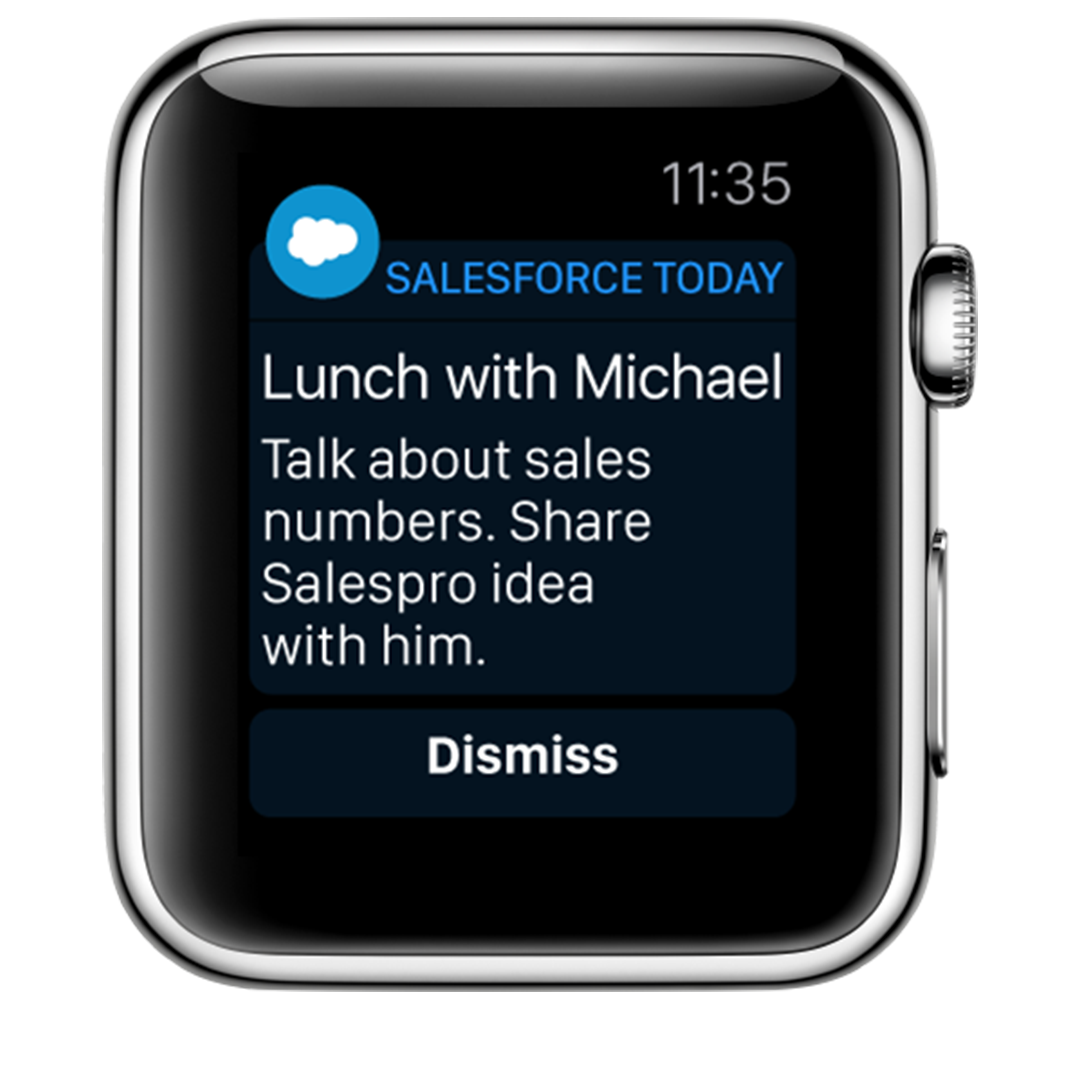 11:35
SALESFORCE TODAY
Lunch with Michael
Talk about sales
numbers. Share
Salespro idea
with him.
Dismiss